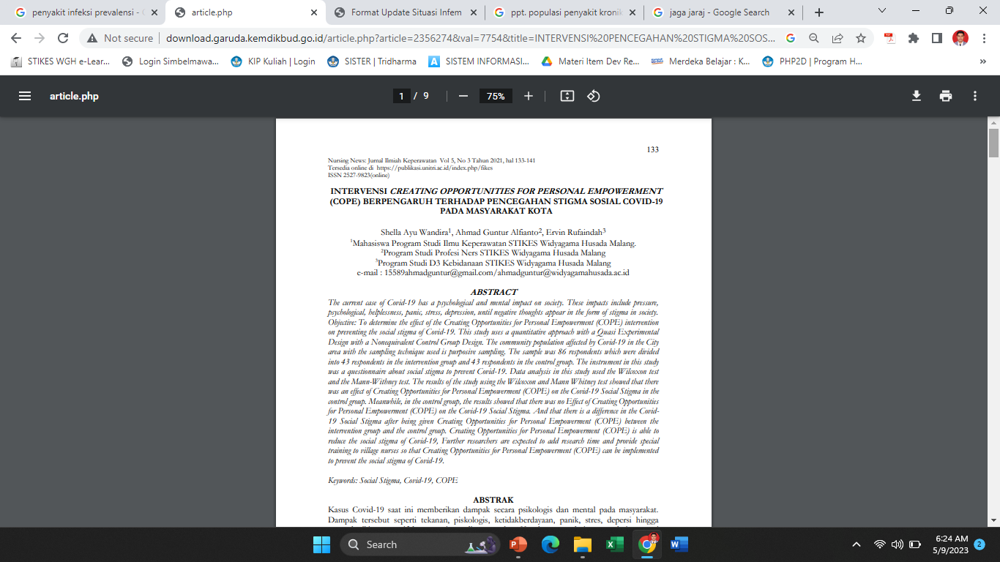 penyakit infeksi prevalensi -
article.php
Format Update Situasi Infem
ppt. populasi penyakit kronik
jaga jaraj - Google Search
Not secure
download.garuda.kemdikbud.go.id/article.php?article=2356274&val=7754&title=INTERVENSI%20PENCEGAHAN%20STIGMA%20SOS...
STIKES WGH e-Lear...
Login Simbelmawa...
KIP Kuliah | Login
SISTER | Tridharma
SISTEM INFORMASI...
Materi Item Dev Re...
Merdeka Belajar : K...
PHP2D | Program H...
»
article.php
1 / 9
75%
133
Nursing News: Jurnal Ilmiah Keperawatan Vol 5, No 3 Tahun 2021, hal 133-141
Tersedia online di https://publikasi.unitri.ac.id/index.php/fikes
ISSN 2527-9823(online)
INTERVENSI CREATING OPPORTUNITIES FOR PERSONAL EMPOWERMENT
(COPE) BERPENGARUH TERHADAP PENCEGAHAN STIGMA SOSIAL COVID-19
PADA MASYARAKAT KOTA
Shella Ayu Wandira1, Ahmad Guntur Alfianto2, Ervin Rufaindah3
1Mahasiswa Program Studi Ilmu Keperawatan STIKES Widyagama Husada Malang.
2Program Studi Profesi Ners STIKES Widyagama Husada Malang
3Program Studi D3 Kebidanaan STIKES Widyagama Husada Malang
e-mail : 15589ahmadguntur@gmail.com/ahmadguntur@widyagamahusada.ac.id
ABSTRACT
The current case of Covid-19 has a psychological and mental impact on society. These impacts include pressure,
psychological, helplessness, panic, stress, depression, until negative thoughts appear in the form of stigma in society.
Objective: To determine the effect of the Creating Opportunities for Personal Empowerment (COPE) intervention
on preventing the social stigma of Covid-19. This study uses a quantitative approach with a Quasi Experimental
Design with a Nonequivalent Control Group Design. The community population affected by Covid-19 in the City
area with the sampling technique used is purposive sampling. The sample was 86 respondents which were divided
into 43 respondents in the intervention group and 43 respondents in the control group. The instrument in this study
was a questionnaire about social stigma to prevent Covid-19. Data analysis in this study used the Wilcoxon test
and the Mann-Withney test. The results of the study using the Wilcoxon and Mann Whitney test showed that there
was an effect of Creating Opportunities for Personal Empowerment (COPE) on the Covid-19 Social Stigma in the
control group. Meanwhile, in the control group, the results showed that there was no Effect of Creating Opportunities
for Personal Empowerment (COPE) on the Covid-19 Social Stigma. And that there is a difference in the Covid-
19 Social Stigma after being given Creating Opportunities for Personal Empowerment (COPE) between the
intervention group and the control group. Creating Opportunities for Personal Empowerment (COPE) is able to
reduce the social stigma of Covid-19, Further researchers are expected to add research time and provide special
training to village nurses so that Creating Opportunities for Personal Empowerment (COPE) can be implemented
to prevent the social stigma of Covid-19.
Keywords: Social Stigma, Covid-19, COPE
ABSTRAK
Kasus Covid-19 saat ini memberikan dampak secara psikologis dan mental pada masyarakat.
Dampak tersebut seperti tekanan, piskologis, ketidakberdayaan, panik, stres, depersi hingga
Search
6:24 AM
5/9/2023
2